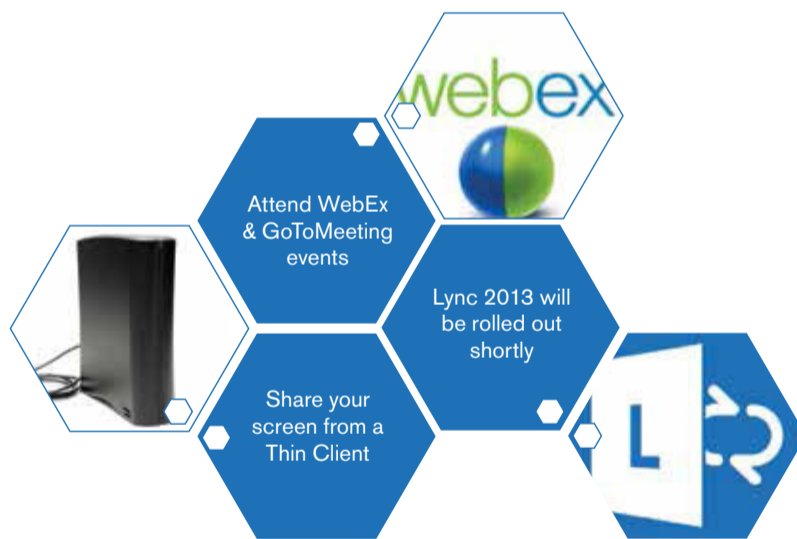 webex
Attend WebEx
& GoToMeeting
events
Lync 2013 will
be rolled out
shortly
Share your
screen from a
Thin Client
L